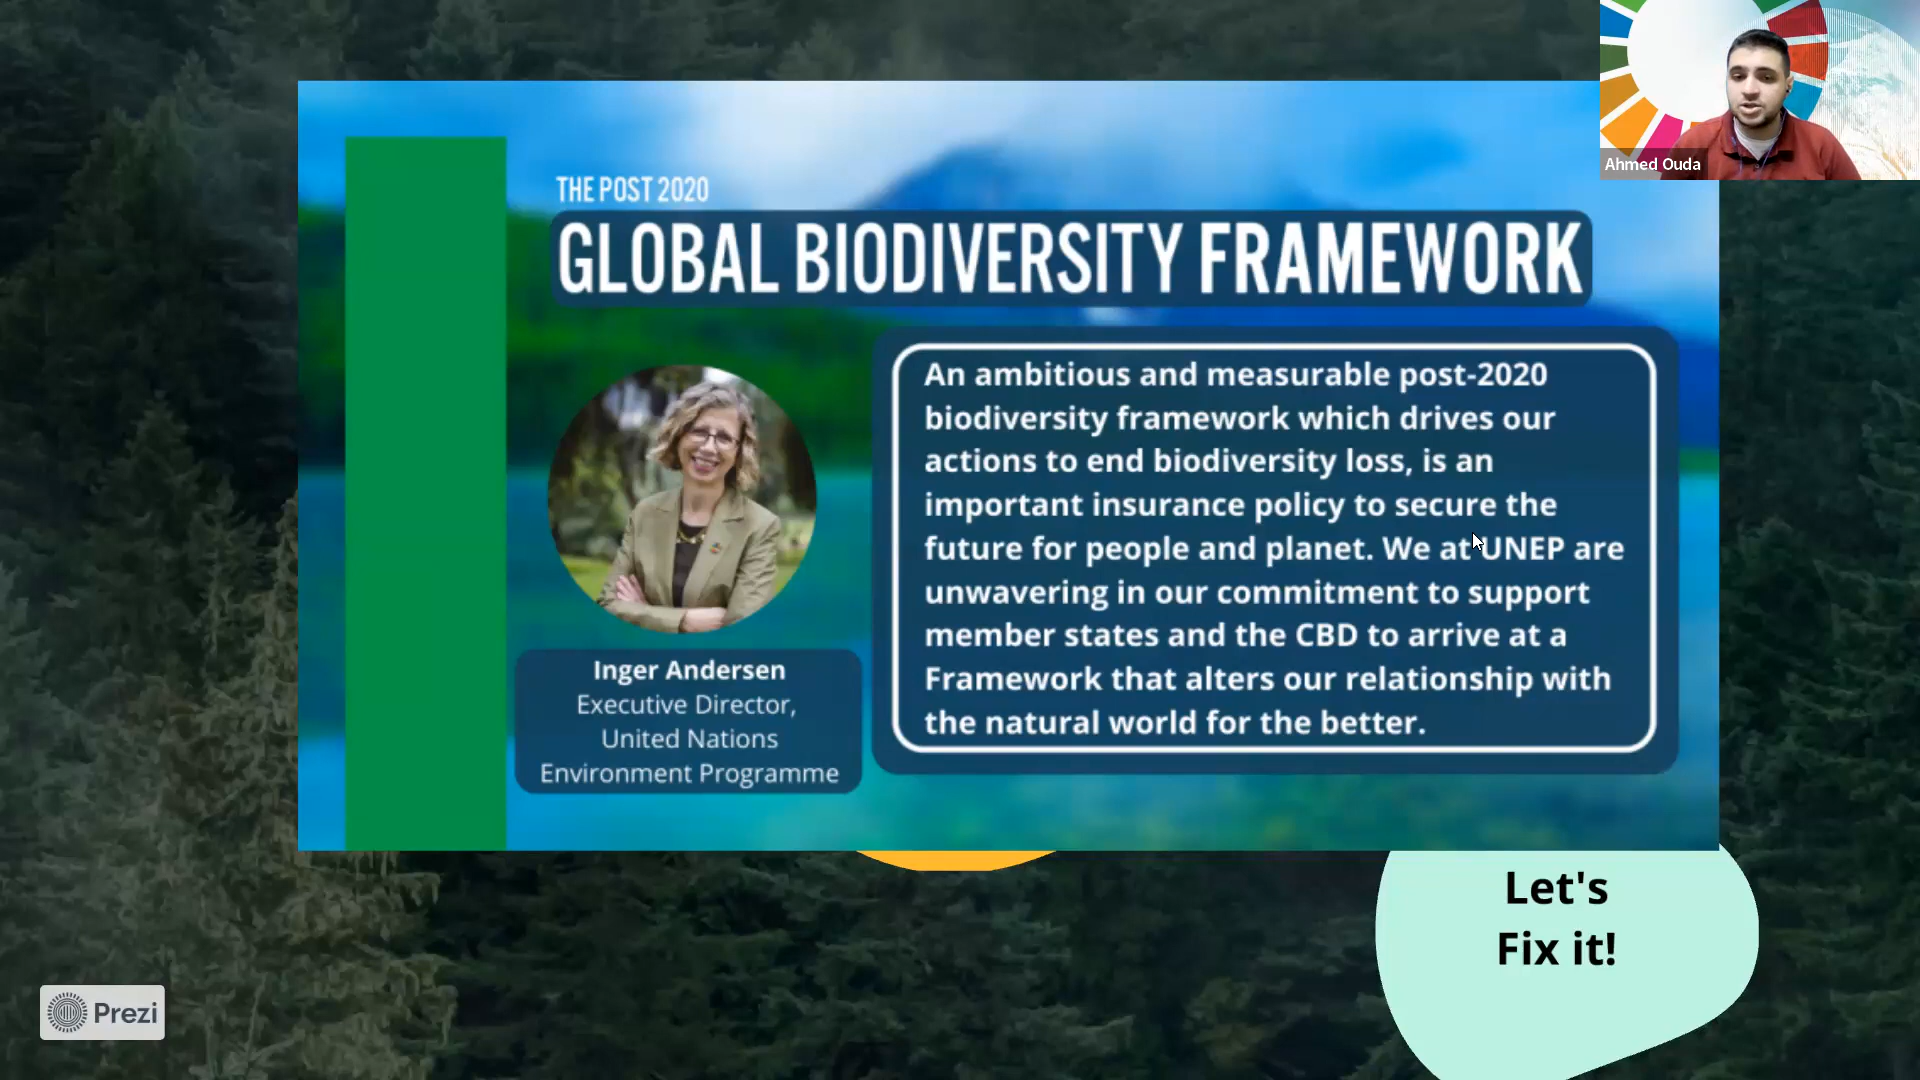 Ahmed Ouda
THE POST 2020
GLOBAL BIODIVERSITY FRAMEWORK
An ambitious and measurable post-2020
biodiversity framework which drives our
actions to end biodiversity loss, is an
important insurance policy to secure the
future for people and planet. We at UNEP are
unwavering in our commitment to support
member states and the CBD to arrive at a
Framework that alters our relationship with
the natural world for the better.
Inger Andersen
Executive Director,
United Nations
Environment Programme
Let's
Fix it!
Prezi